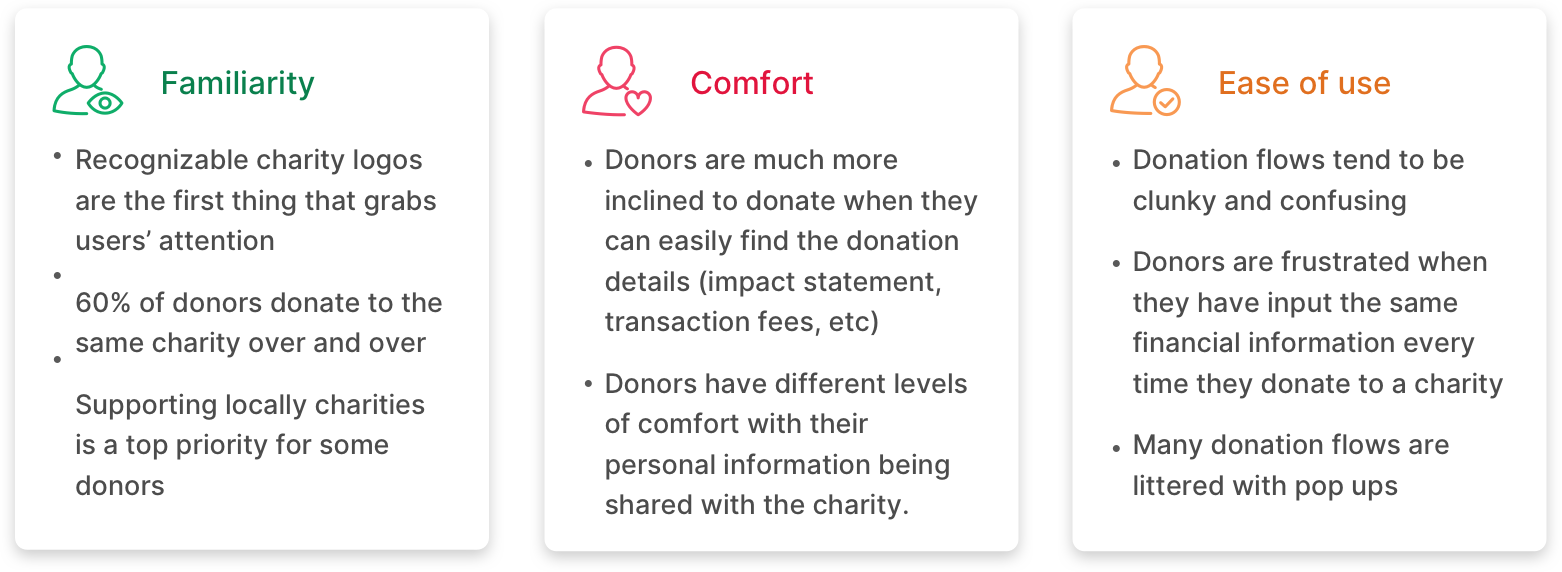 Familiarity
• Recognizable charity logos
are the first thing that grabs
users’ attention
•
60% of donors donate to the
same charity over and over
•
Supporting locally charities
is a top priority for some
donors
Comfort
• Donors are much more
inclined to donate when they
can easily find the donation
details (impact statement,
transaction fees, etc)
• Donors have different levels
of comfort with their
personal information being
shared with the charity.
Ease of use
• Donation flows tend to be
clunky and confusing
• Donors are frustrated when
they have input the same
financial information every
time they donate to a charity
• Many donation flows are
littered with pop ups